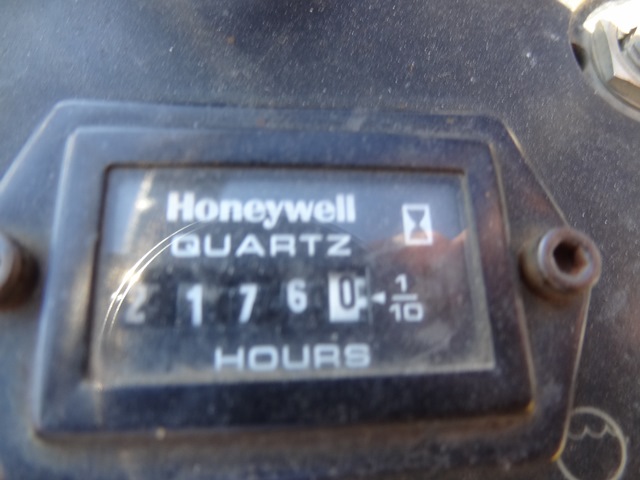 Honeywell
QUARTZ
2 1 7 6 0 1/10
HOURS